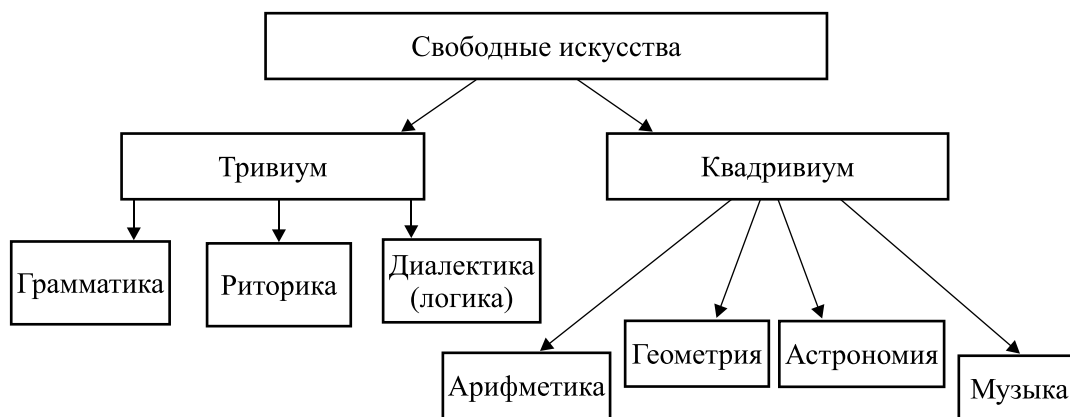 Свободные искусства
Тривиум
Квадривиум
Грамматика
Риторика
Диалектика
(логика)
Арифметика
Геометрия
Астрономия
Музыка